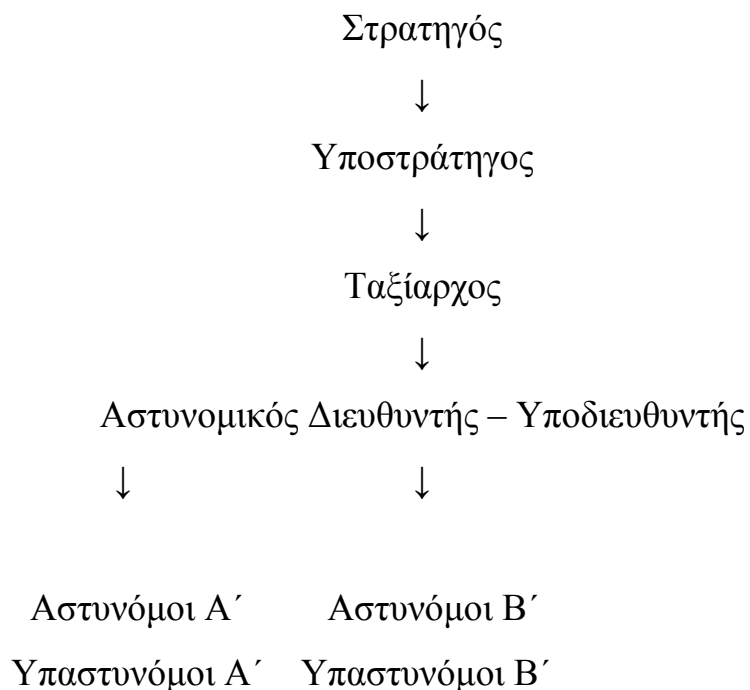 Στρατηγός
↓
Υποστράτηγος
↓
Ταξίαρχος
↓
Αστυνομικός Διευθυντής – Υποδιευθυντής
↓ ↓
Αστυνόμοι Α΄ Αστυνόμοι Β΄
Υπαστυνόμοι Α΄ Υπαστυνόμοι Β΄